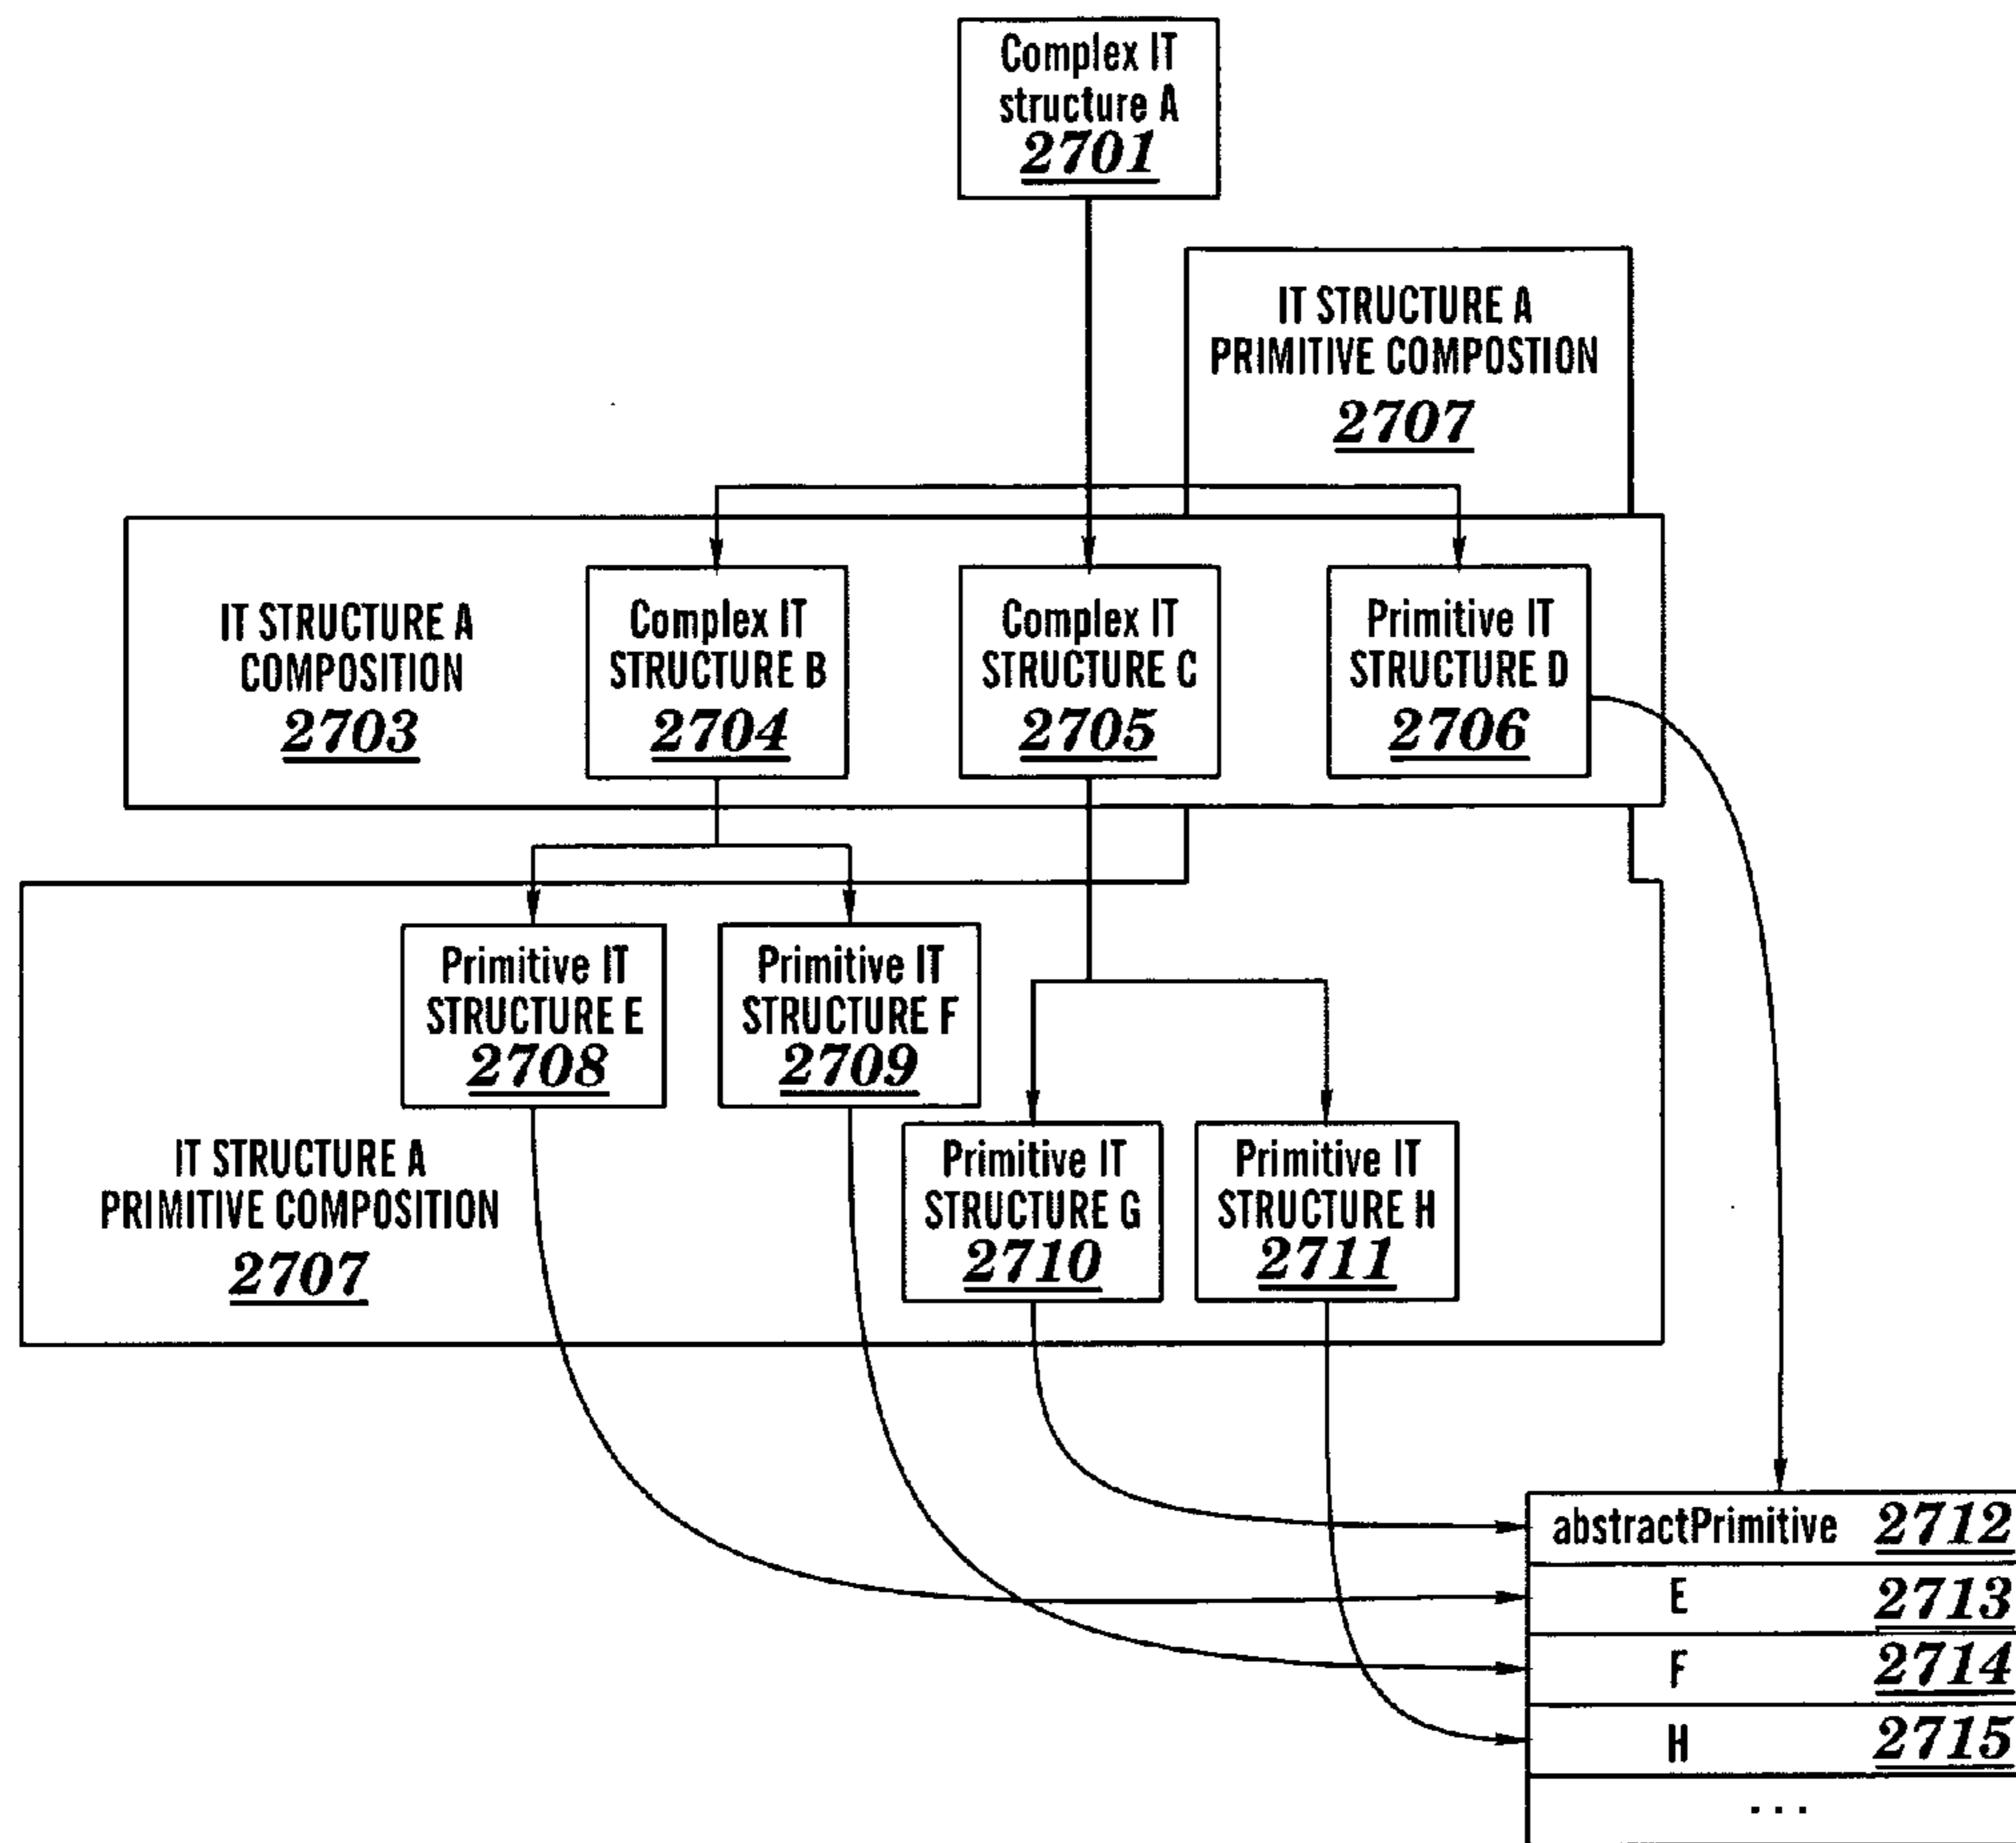 Complex IT
structure A
2701
IT STRUCTURE A
PRIMITIVE COMPOSTION
2707
IT STRUCTURE A
COMPOSITION
2703
Complex IT
STRUCTURE B
2704
Complex IT
STRUCTURE C
2705
Primitive IT
STRUCTURE D
2706
Primitive IT
STRUCTURE E
2708
Primitive IT
STRUCTURE F
2709
IT STRUCTURE A
PRIMITIVE COMPOSITION
2707
Primitive IT
STRUCTURE G
2710
Primitive IT
STRUCTURE H
2711
abstractPrimitive 2712
E 2713
F 2714
H 2715
...